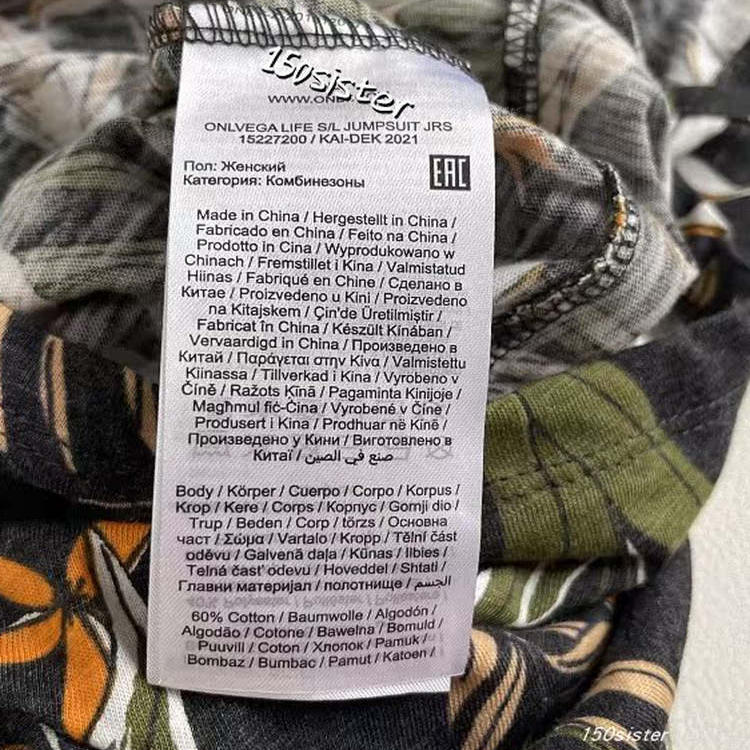 150sister
WWW.ON
ONLVEGA LIFE S/L JUMPSUIT JRS
15227200 / KAI-DEK 2021
Пол: Женский
Категория: Комбинезоны
EAC
Made in China / Hergestellt in China /
Fabricado en China / Feito na China /
Prodotto in Cina / Wyprodukowano w
Chinach / Fremstillet i Kina / Valmistatud
Hiinas / Fabriqué en Chine / Сделано в
Китае / Proizvedeno u Kini / Proizvedeno
na Kitajskem / Çin'de Üretilmiştir /
Fabricat în China / Készült Kínában /
Vervaardigd in China / Произведено в
Китай / Παράγεται στην Κίνα / Valmistettu
Kiinassa / Tillverkad i Kina / Vyrobeno v
Číně / Ražots Ķīnā / Pagaminta Kinijoje /
Magħmul fiċ-Ċina / Vyrobené v Číne /
Produsert i Kina / Prodhuar në Kinë /
Произведено у Кини / Виготовлено в
Китаї / صنع في الصين
Body / Körper / Cuerpo / Corpo / Korpus /
Krop / Kere / Corps / Корпус / Gornji dio /
Trup / Beden / Corp / törzs / Основна
част / Σώμα / Vartalo / Kropp / Tělní část
oděvu / Galvenā daļa / Kūnas / Ilbies /
Telná časť odevu / Hoveddel / Shtati /
Главни материјал / полотнище / الجسم
60% Cotton / Baumwolle / Algodón /
Algodão / Cotone / Bawełna / Bomuld /
Puuvill / Coton / Хлопок / Pamuk /
Bombaz / Bumbac / Pamut / Katoen /
150sister